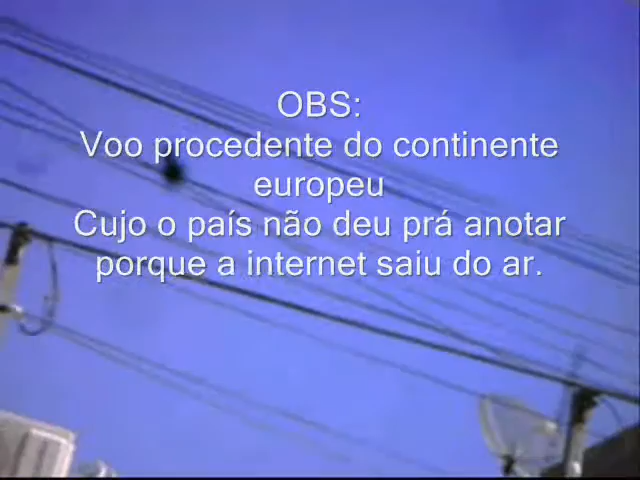 OBS:
Voo procedente do continente
europeu
Cujo o país não deu prá anotar
porque a internet saiu do ar.